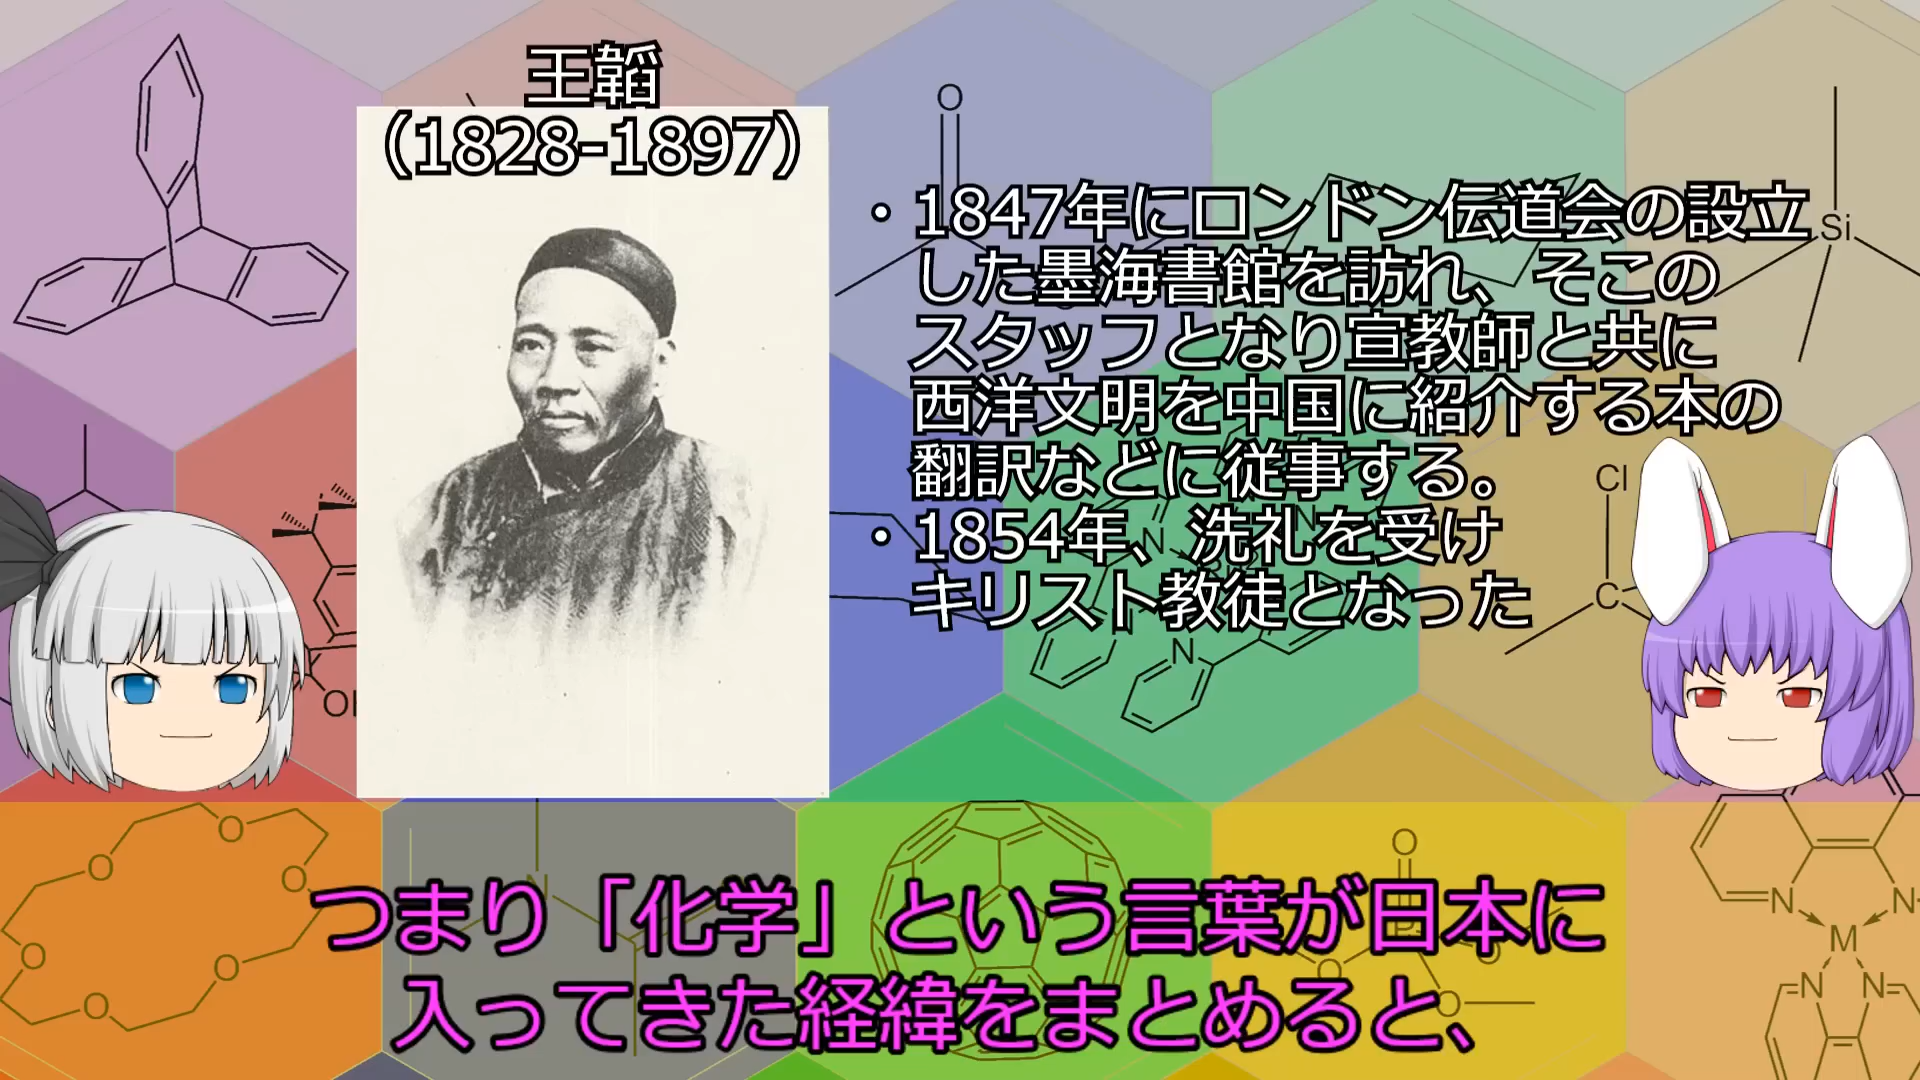 王韜
（1828-1897）
・1847年にロンドン伝道会の設立
した墨海書館を訪れ、そこの
スタッフとなり宣教師と共に
西洋文明を中国に紹介する本の
翻訳などに従事する。
・1854年、洗礼を受け
キリスト教徒となった
O
Si
Cl
C
N
N
N
OH
O
O
O
O
O
O
N
O
O
O
O
N
N
M
N
N
つまり「化学」という言葉が日本に
入ってきた経緯をまとめると、